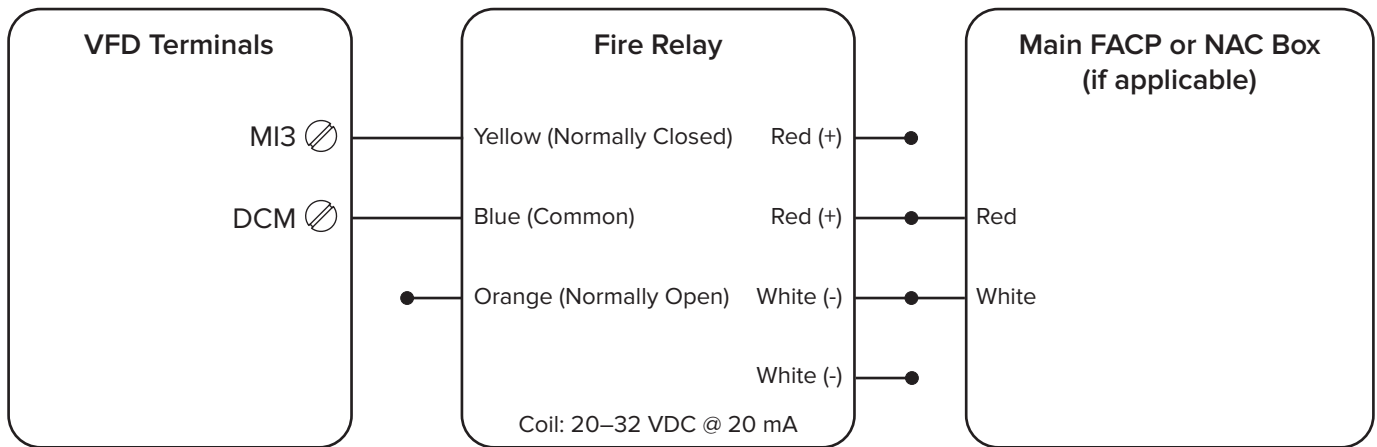 VFD Terminals
MI3
DCM
Fire Relay
Yellow (Normally Closed)
Red (+)
Blue (Common)
Red (+)
Orange (Normally Open)
White (-)
White (-)
Coil: 20–32 VDC @ 20 mA
Main FACP or NAC Box
(if applicable)
Red
White